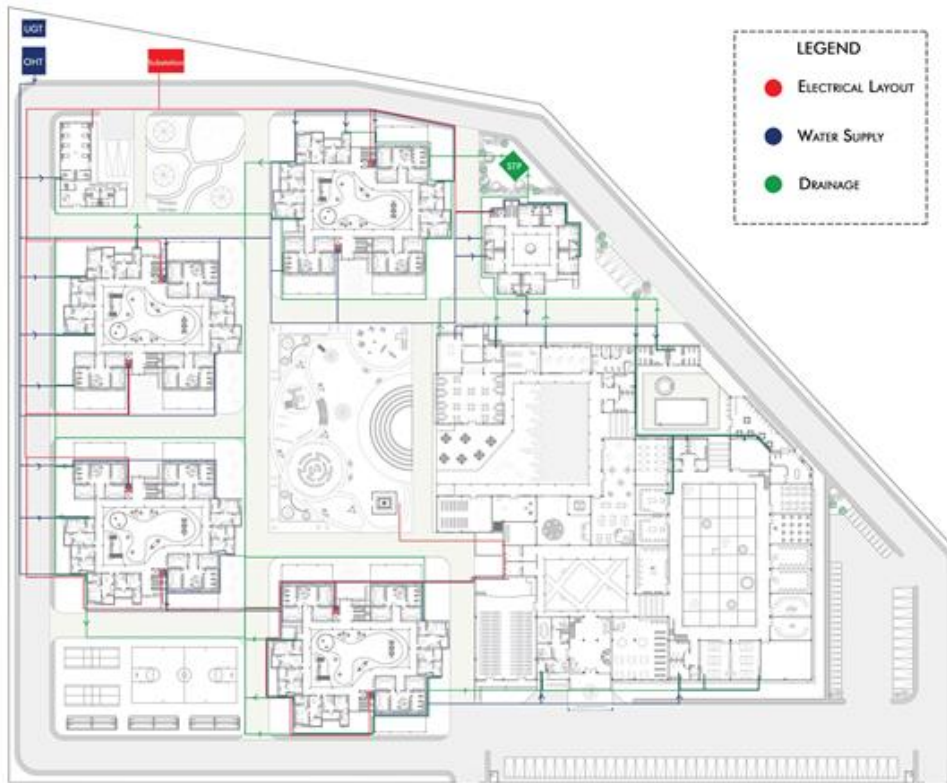 UGT
OHT
Substation
STP
LEGEND
ELECTRICAL LAYOUT
WATER SUPPLY
DRAINAGE